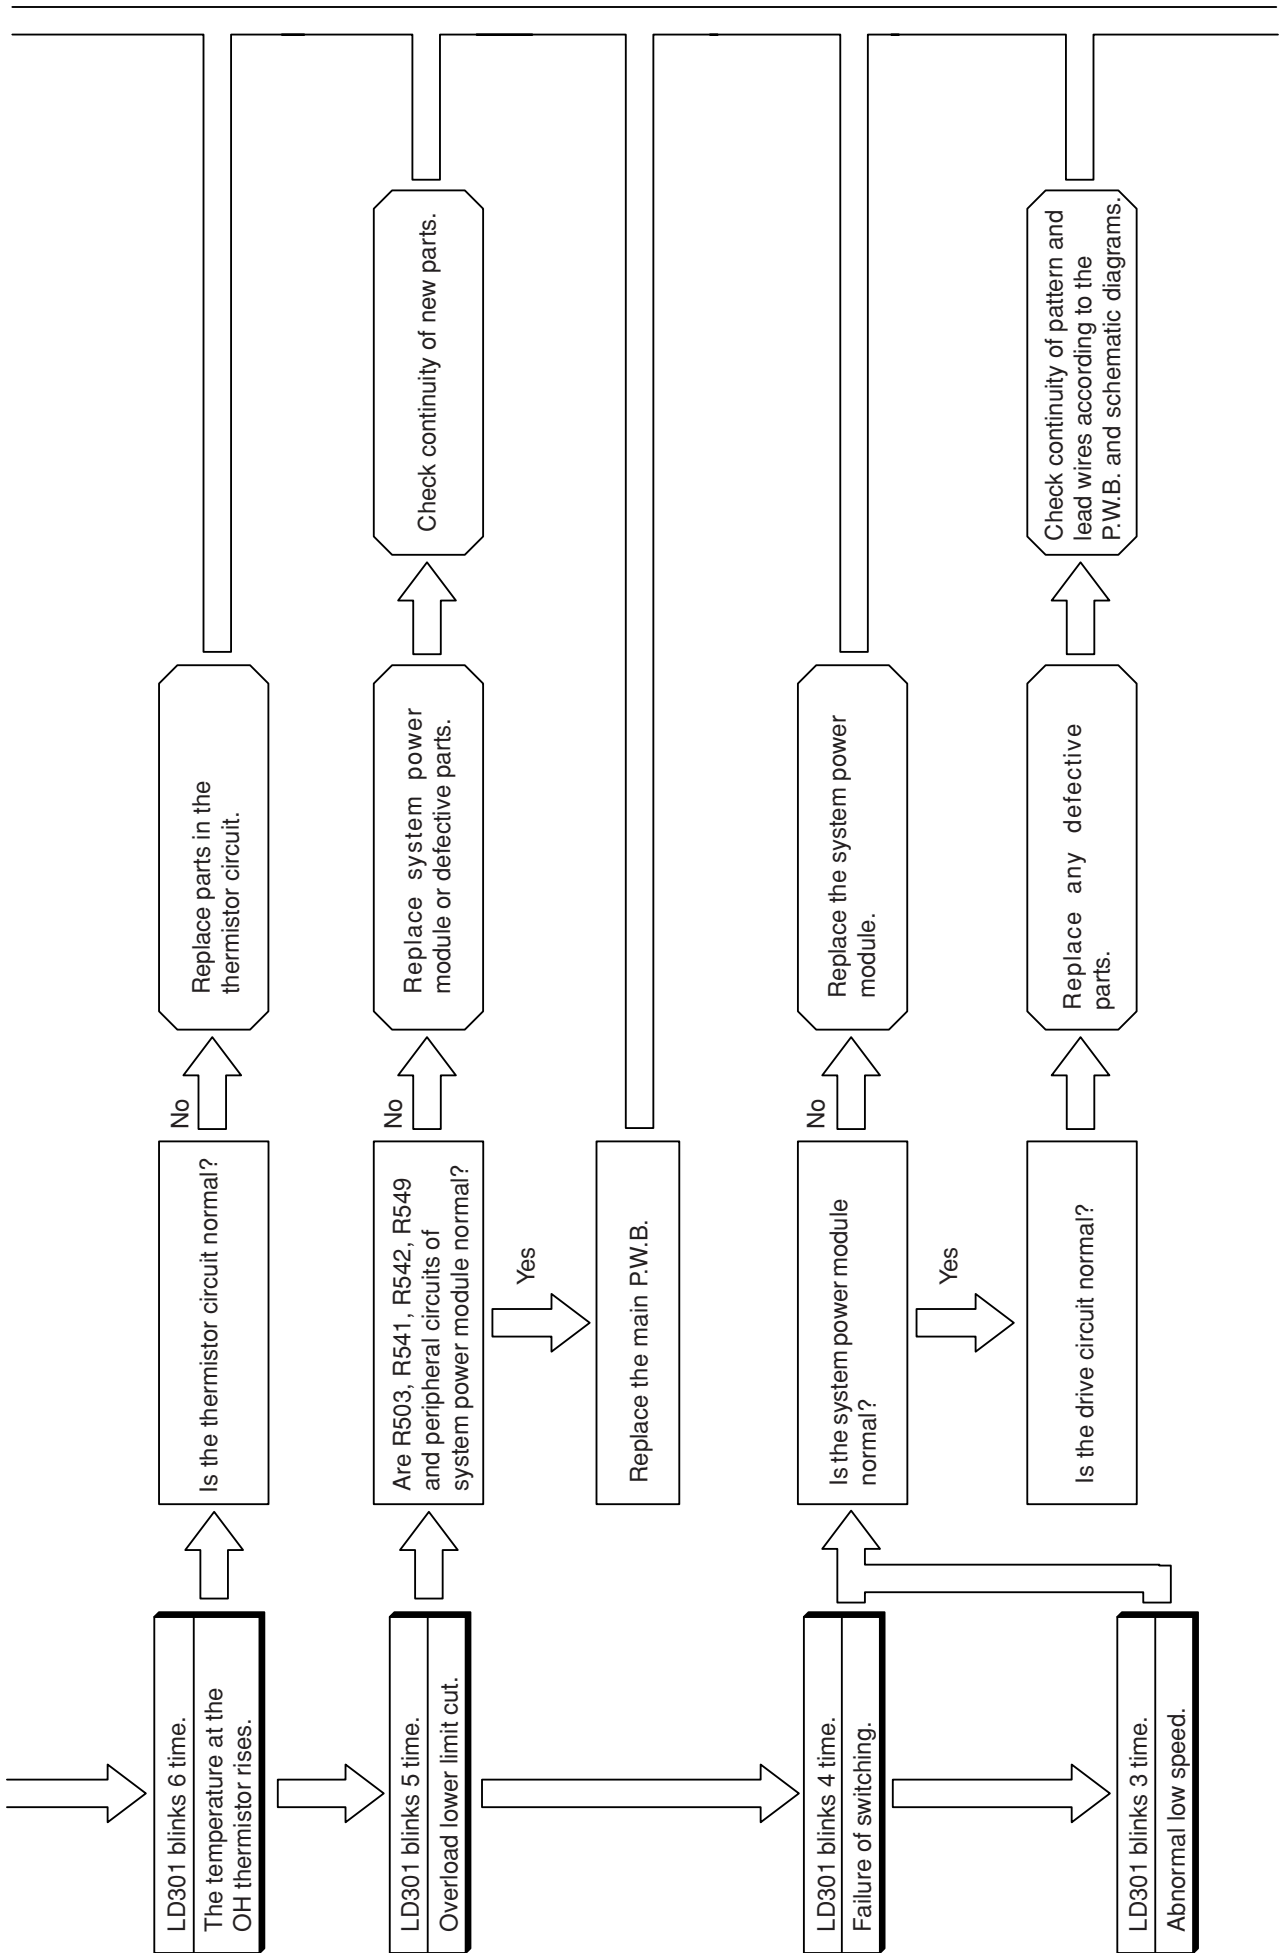 LD301 blinks 6 time.
The temperature at the
OH thermistor rises.
Is the thermistor circuit normal?
No
Replace parts in the
thermistor circuit.
LD301 blinks 5 time.
Overload lower limit cut.
Are R503, R541, R542, R549
and peripheral circuits of
system power module normal?
No
Replace system power
module or defective parts.
Check continuity of new parts.
Yes
Replace the main P.W.B.
LD301 blinks 4 time.
Failure of switching.
Is the system power module
normal?
No
Replace the system power
module.
Yes
LD301 blinks 3 time.
Abnormal low speed.
Is the drive circuit normal?
Replace any defective
parts.
Check continuity of pattern and
lead wires according to the
P.W.B. and schematic diagrams.